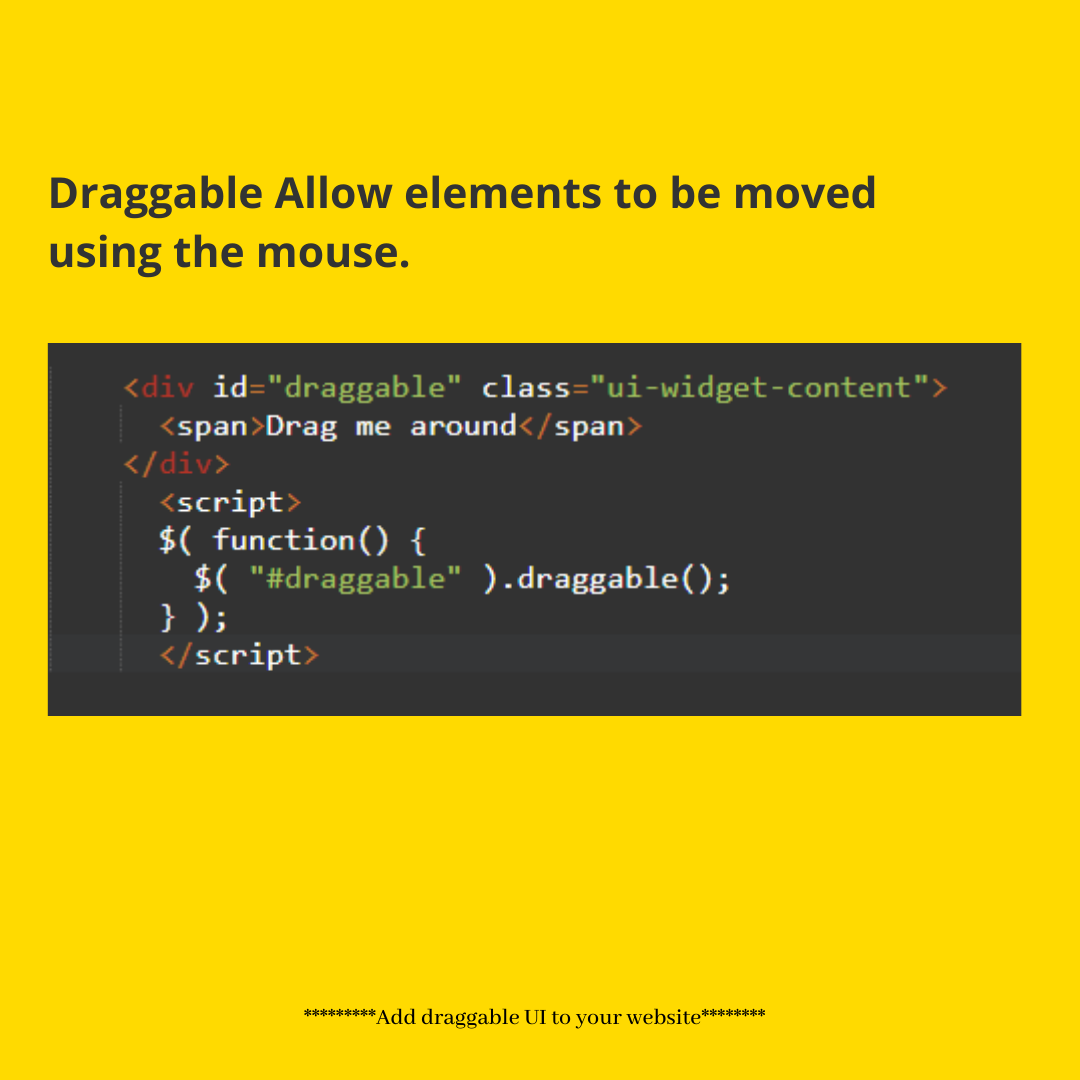 Draggable Allow elements to be moved
using the mouse.
<div id="draggable" class="ui-widget-content">
<span>Drag me around</span>
</div>
<script>
$( function() {
$( "#draggable" ).draggable();
} );
</script>
*********Add draggable UI to your website********